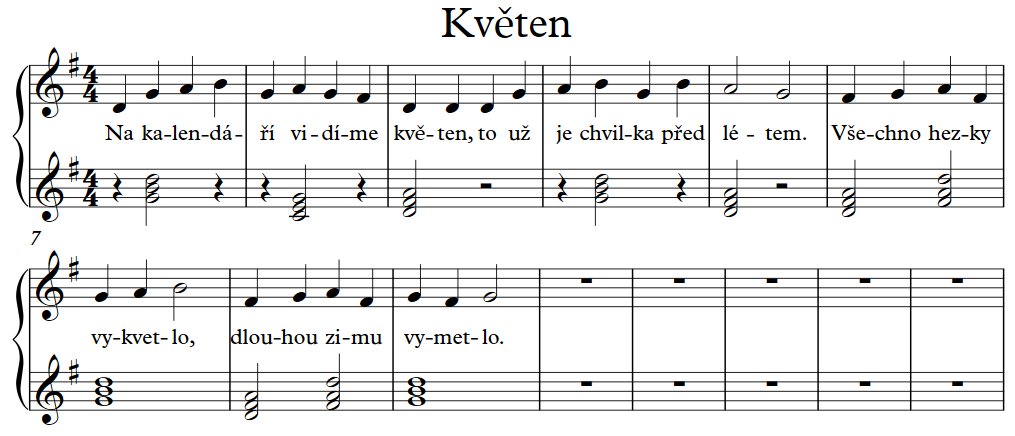 Květen
Na ka-len-dá-ří vi-dí-me kvě-ten, to už je chvil-ka před lé-tem. Vše-chno hez-ky
7
vy-kvet-lo, dlou-hou zi-mu vy-met-lo.